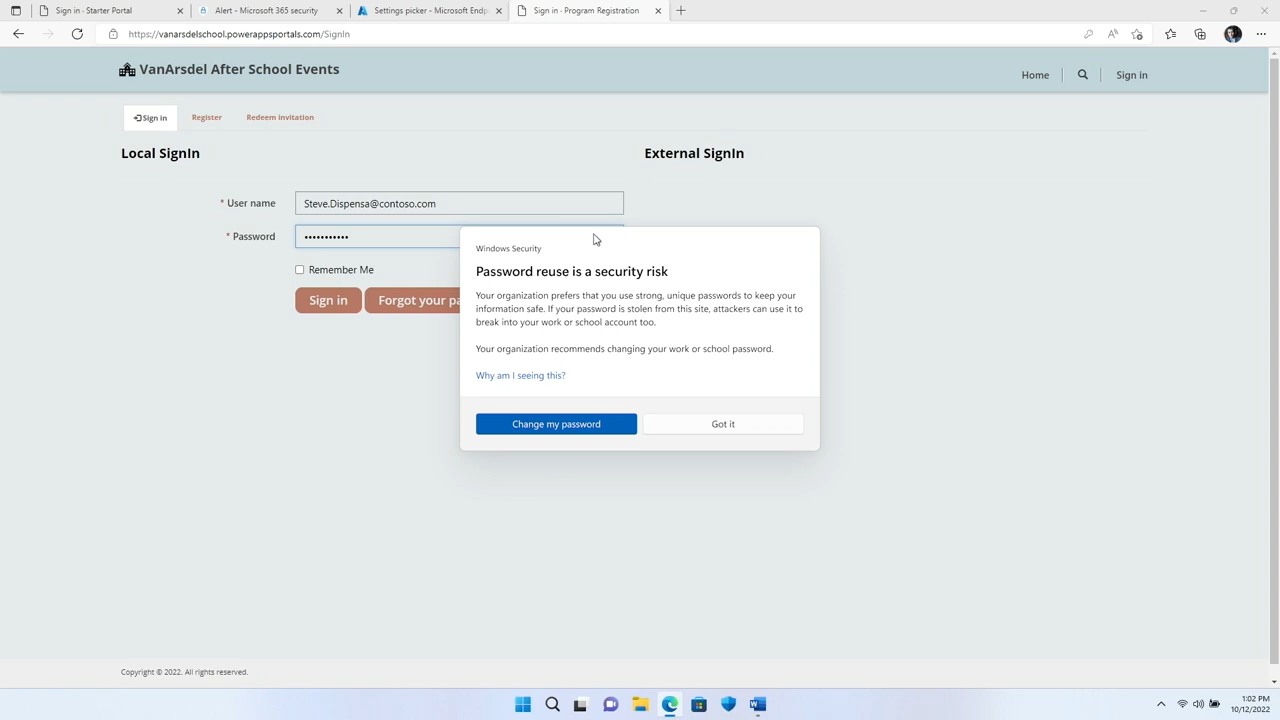 Sign in - Starter Portal
Alert - Microsoft 365 security
Settings picker - Microsoft Endp
Sign in - Program Registration
https://vanarsdelschool.powerappsportals.com/SignIn
VanArsdel After School Events
Home
Sign in
Sign in
Register
Redeem invitation
Local SignIn
External SignIn
* User name
Steve.Dispensa@contoso.com
* Password
•••••••••••
Remember Me
Sign in
Forgot your pa
Windows Security
Password reuse is a security risk
Your organization prefers that you use strong, unique passwords to keep your
information safe. If your password is stolen from this site, attackers can use it to
break into your work or school account too.
Your organization recommends changing your work or school password.
Why am I seeing this?
Change my password
Got it
Copyright © 2022. All rights reserved.
1:02 PM
10/12/2022